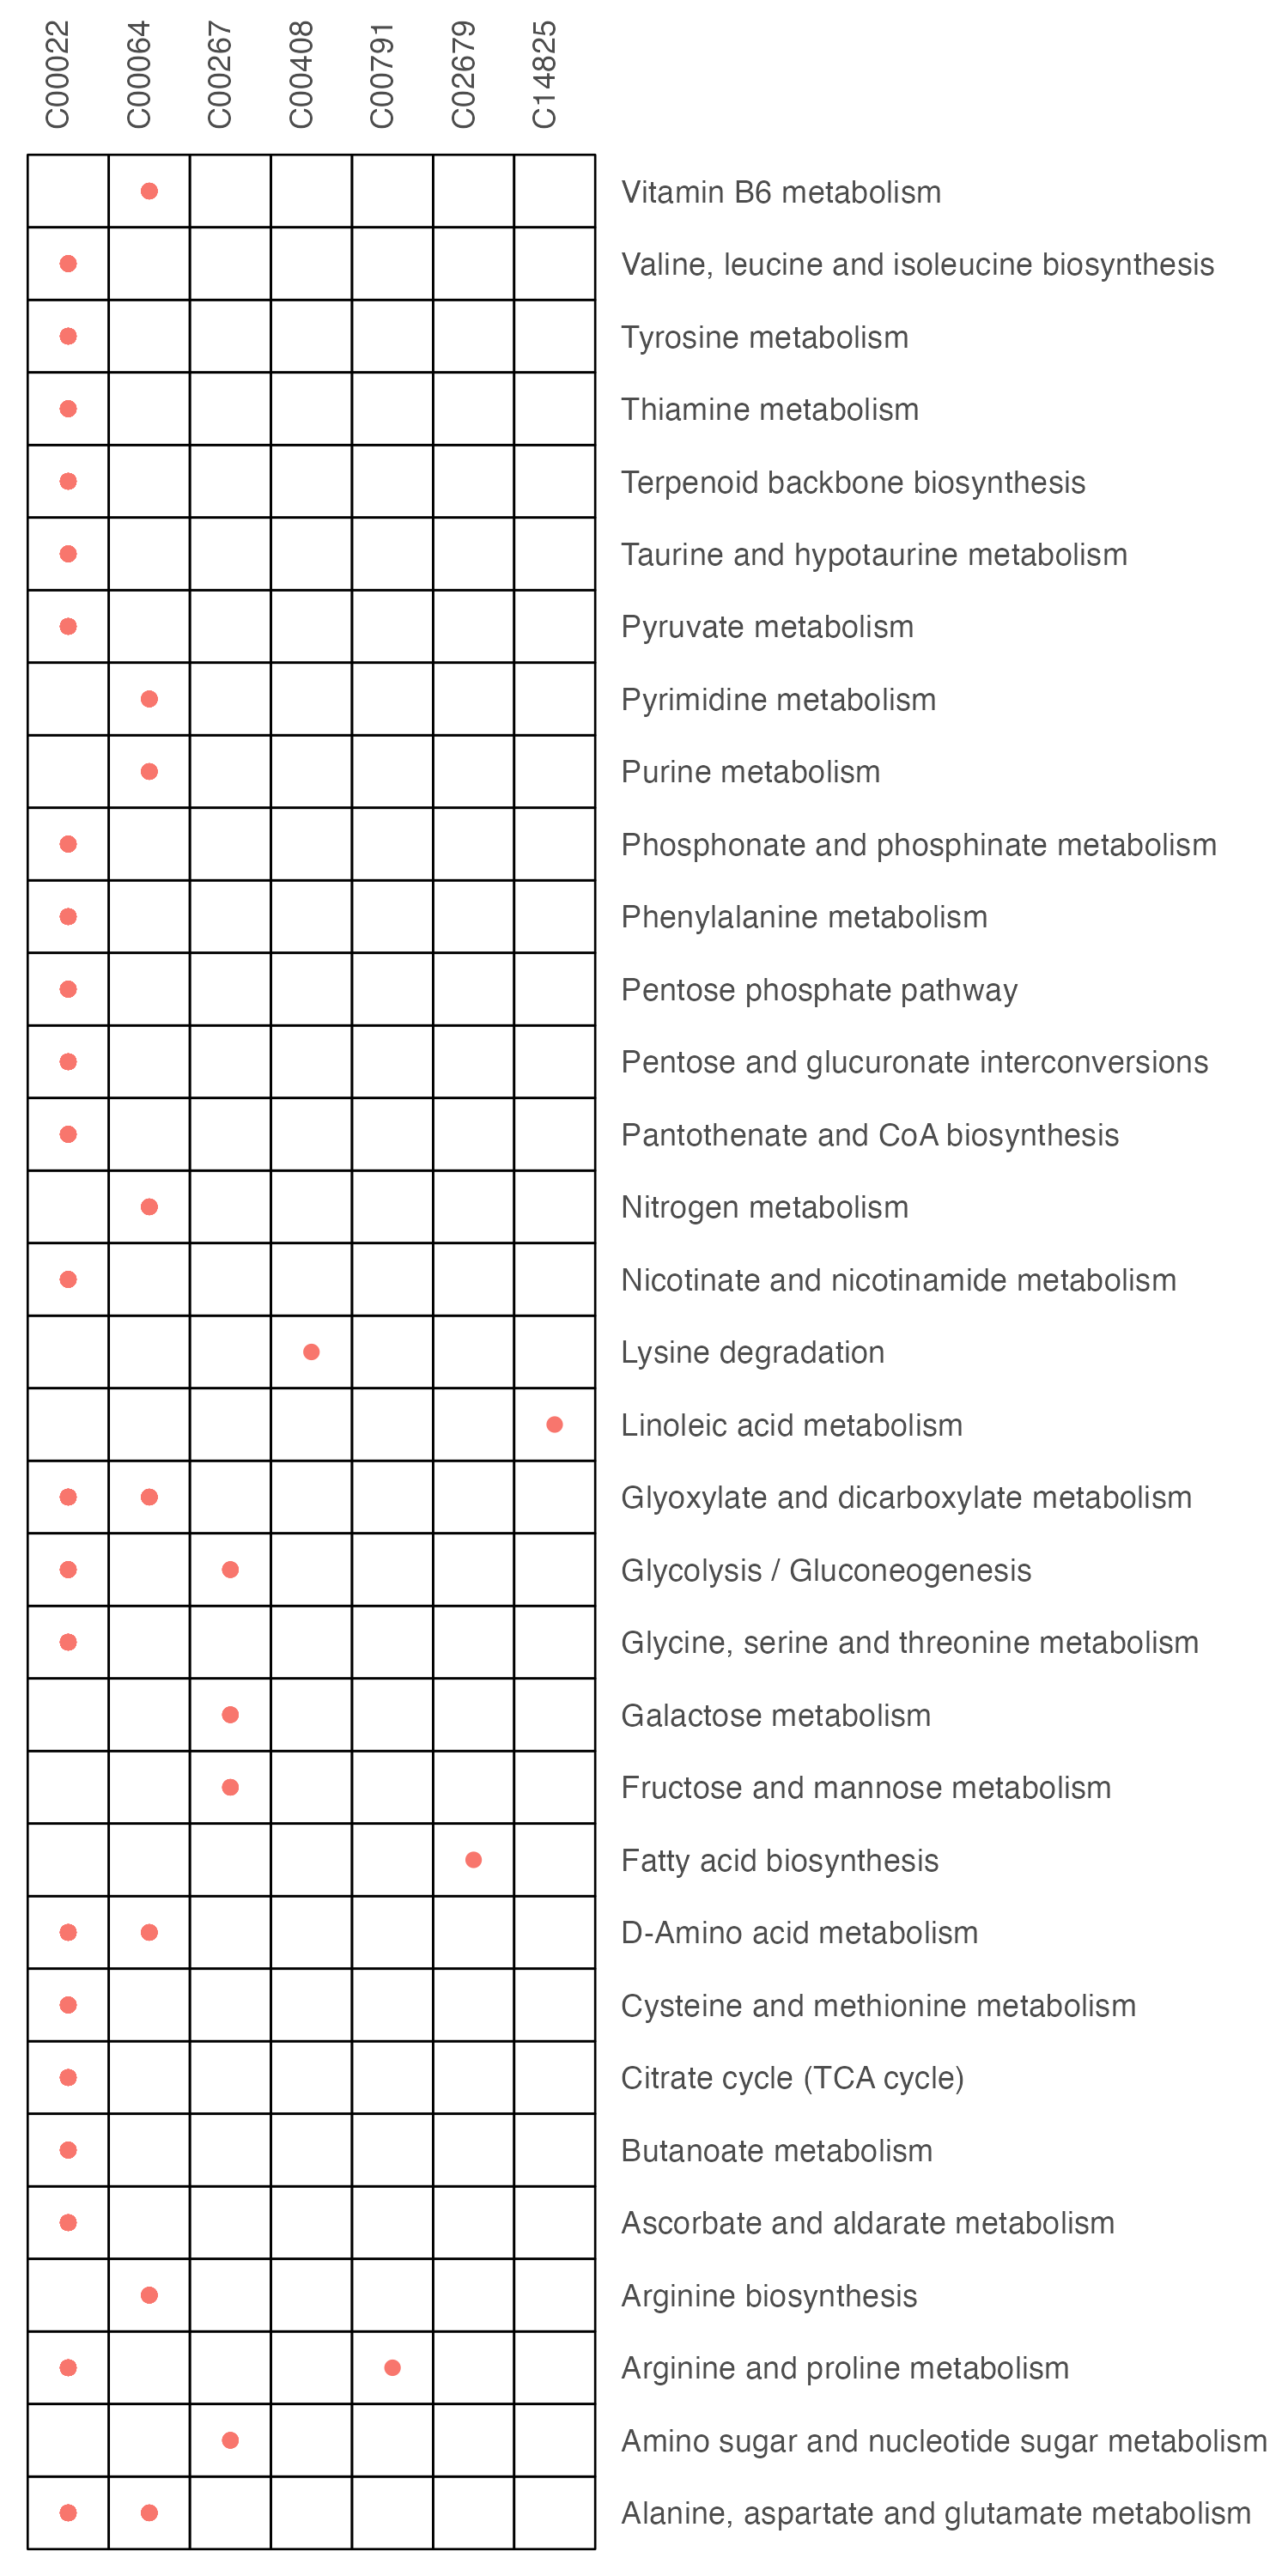 C00022
C00064
C00267
C00408
C00791
C02679
C14825
Vitamin B6 metabolism
Valine, leucine and isoleucine biosynthesis
Tyrosine metabolism
Thiamine metabolism
Terpenoid backbone biosynthesis
Taurine and hypotaurine metabolism
Pyruvate metabolism
Pyrimidine metabolism
Purine metabolism
Phosphonate and phosphinate metabolism
Phenylalanine metabolism
Pentose phosphate pathway
Pentose and glucuronate interconversions
Pantothenate and CoA biosynthesis
Nitrogen metabolism
Nicotinate and nicotinamide metabolism
Lysine degradation
Linoleic acid metabolism
Glyoxylate and dicarboxylate metabolism
Glycolysis / Gluconeogenesis
Glycine, serine and threonine metabolism
Galactose metabolism
Fructose and mannose metabolism
Fatty acid biosynthesis
D-Amino acid metabolism
Cysteine and methionine metabolism
Citrate cycle (TCA cycle)
Butanoate metabolism
Ascorbate and aldarate metabolism
Arginine biosynthesis
Arginine and proline metabolism
Amino sugar and nucleotide sugar metabolism
Alanine, aspartate and glutamate metabolism